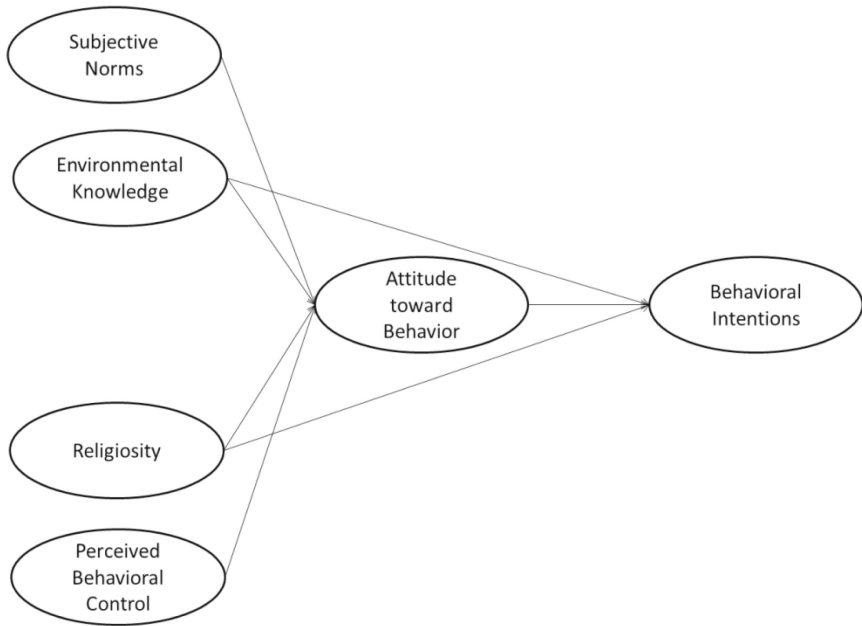 Subjective
Norms
Environmental
Knowledge
Attitude
toward
Behavior
Behavioral
Intentions
Religiosity
Perceived
Behavioral
Control